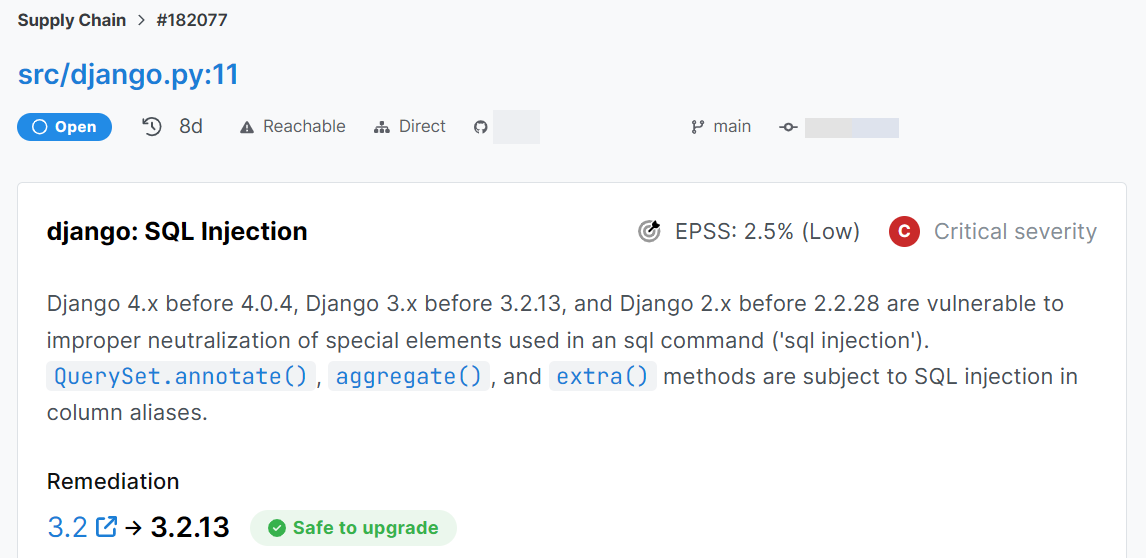 Supply Chain > #182077
src/django.py:11
Open 8d Reachable Direct main
django: SQL Injection EPSS: 2.5% (Low) C Critical severity
Django 4.x before 4.0.4, Django 3.x before 3.2.13, and Django 2.x before 2.2.28 are vulnerable to
improper neutralization of special elements used in an sql command ('sql injection').
QuerySet.annotate(), aggregate(), and extra() methods are subject to SQL injection in
column aliases.
Remediation
3.2 → 3.2.13 Safe to upgrade